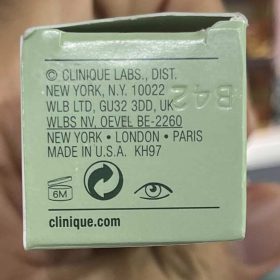 © CLINIQUE LABS., DIST.
NEW YORK, N.Y. 10022
WLB LTD, GU32 3DD, UK
WLBS NV, OEVEL BE-2260
NEW YORK • LONDON • PARIS
MADE IN U.S.A. KH97
B42
6M
clinique.com